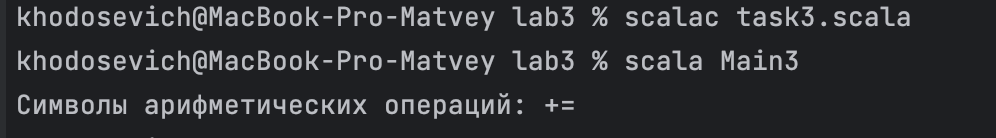 khodosevich@MacBook-Pro-Matvey lab3 % scalac task3.scala
khodosevich@MacBook-Pro-Matvey lab3 % scala Main3
Символы арифметических операций: +=